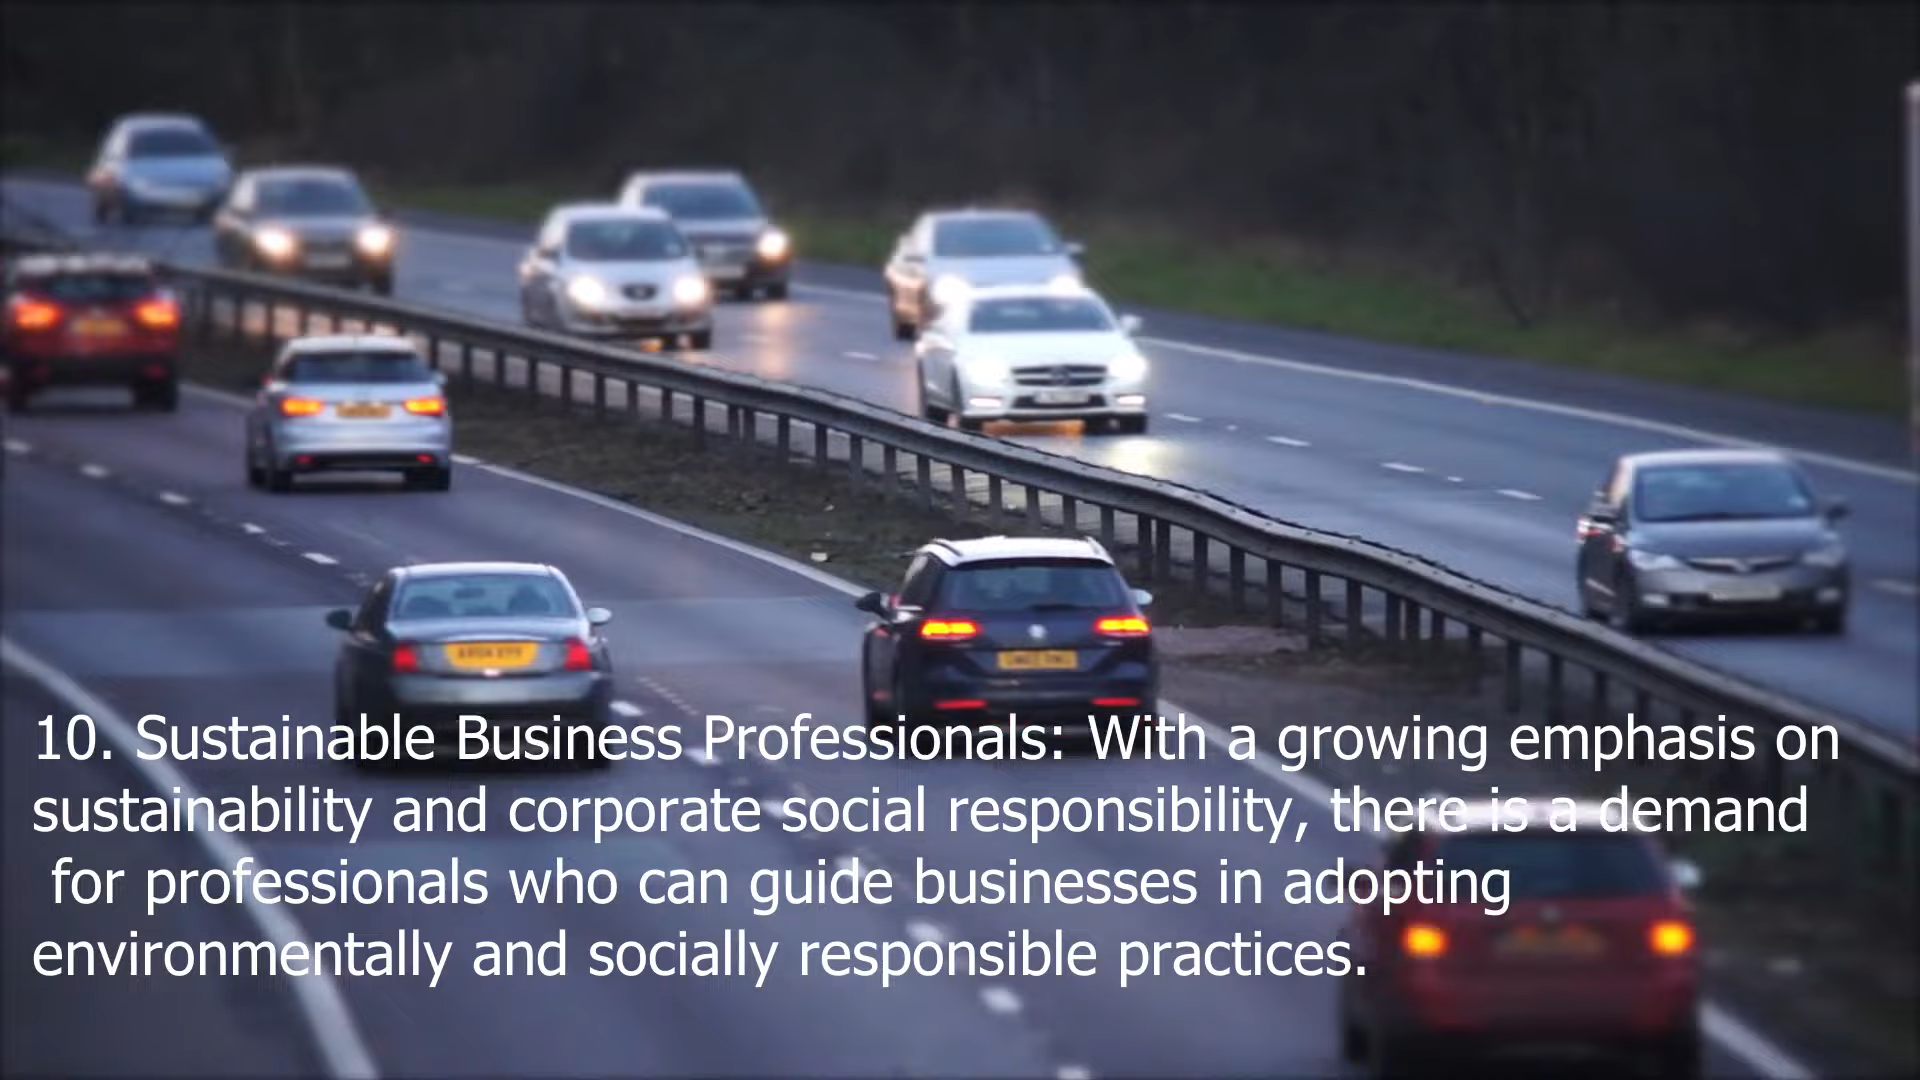 10. Sustainable Business Professionals: With a growing emphasis on
sustainability and corporate social responsibility, there is a demand
for professionals who can guide businesses in adopting
environmentally and socially responsible practices.